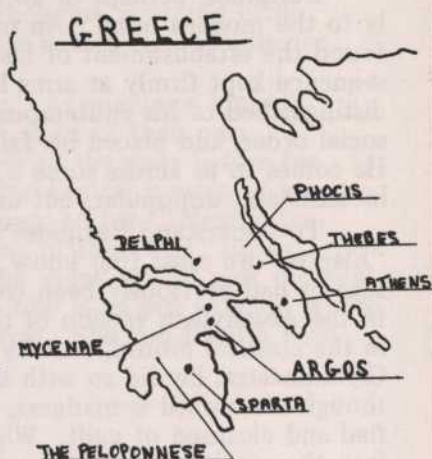 GREECE
PHOCIS
DELPHI
THEBES
ATHENS
MYCENAE
ARGOS
SPARTA
THE PELOPONNESE